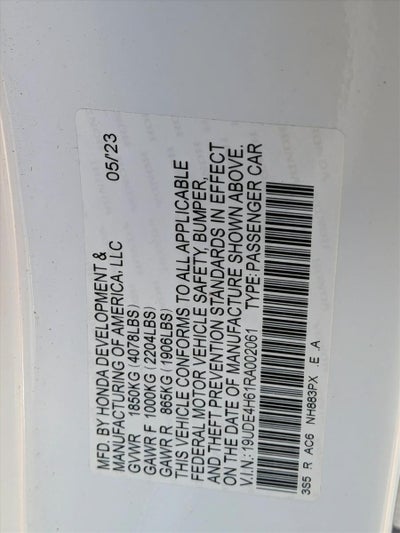 MFD. BY HONDA DEVELOPMENT &
MANUFACTURING OF AMERICA, LLC 05/'23
GVWR 1850KG (4078LBS)
GAWR F 1000KG (2204LBS)
GAWR R 865KG (1906LBS)
THIS VEHICLE CONFORMS TO ALL APPLICABLE
FEDERAL MOTOR VEHICLE SAFETY, BUMPER,
AND THEFT PREVENTION STANDARDS IN EFFECT
ON THE DATE OF MANUFACTURE SHOWN ABOVE.
V.I.N.: 19UDE4H61RA002061 TYPE: PASSENGER CAR
3S5 R AC6 NH883PX .E .A